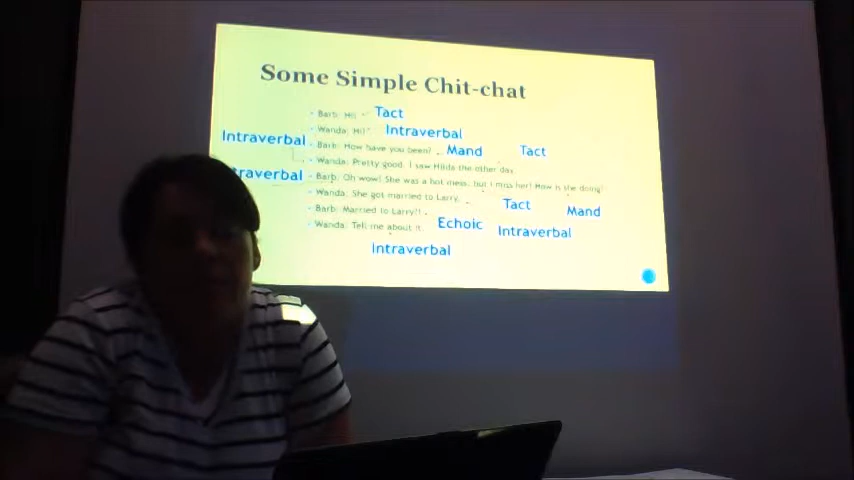 Some Simple Chit-chat
- Barb: Hi! Tact
- Wanda: Hi! Intraverbal
Intraverbal - Barb: How have you been? Mand Tact
- Wanda: Pretty good. I saw Hilda the other day.
raverbal - Barb: Oh wow! She was a hot mess, but I miss her! How is she doing?
- Wanda: She got married to Larry. Tact Mand
- Barb: Married to Larry?! Echoic Intraverbal
- Wanda: Tell me about it.
Intraverbal